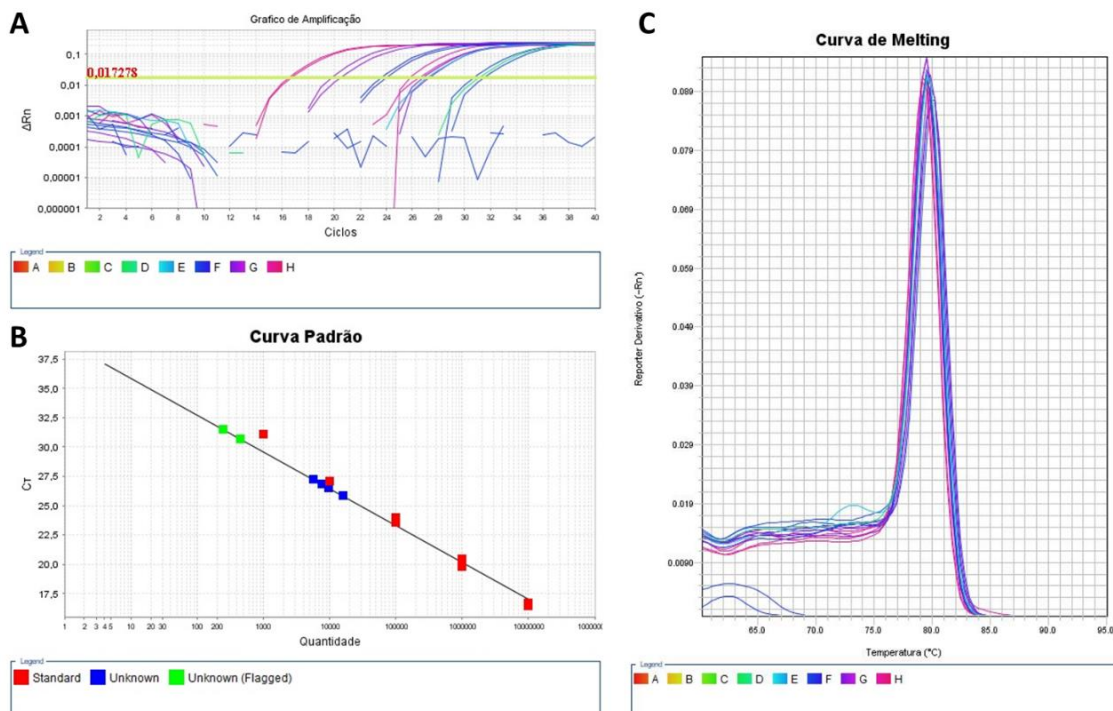 A
Grafico de Amplificação
0,1
0,017278
0,01
0,001
0,0001
0,00001
0,000001
ΔRn
2 4 6 8 10 12 14 16 18 20 22 24 26 28 30 32 34 36 38 40
Ciclos
Legend
A B C D E F G H
B
Curva Padrão
37,5
35,0
32,5
30,0
27,5
25,0
22,5
20,0
17,5
Cт
1 2 3 4 5 10 20 30 100 200 1000 10000 100000 1000000 10000000 1000000
Quantidade
Legend
Standard Unknown Unknown (Flagged)
C
Curva de Melting
0.089
0.079
0.069
0.059
0.049
0.039
0.029
0.019
0.0090
Reporter Derivativo (-Rn')
65.0 70.0 75.0 80.0 85.0 90.0 95.0
Temperatura (°C)
Legend
A B C D E F G H